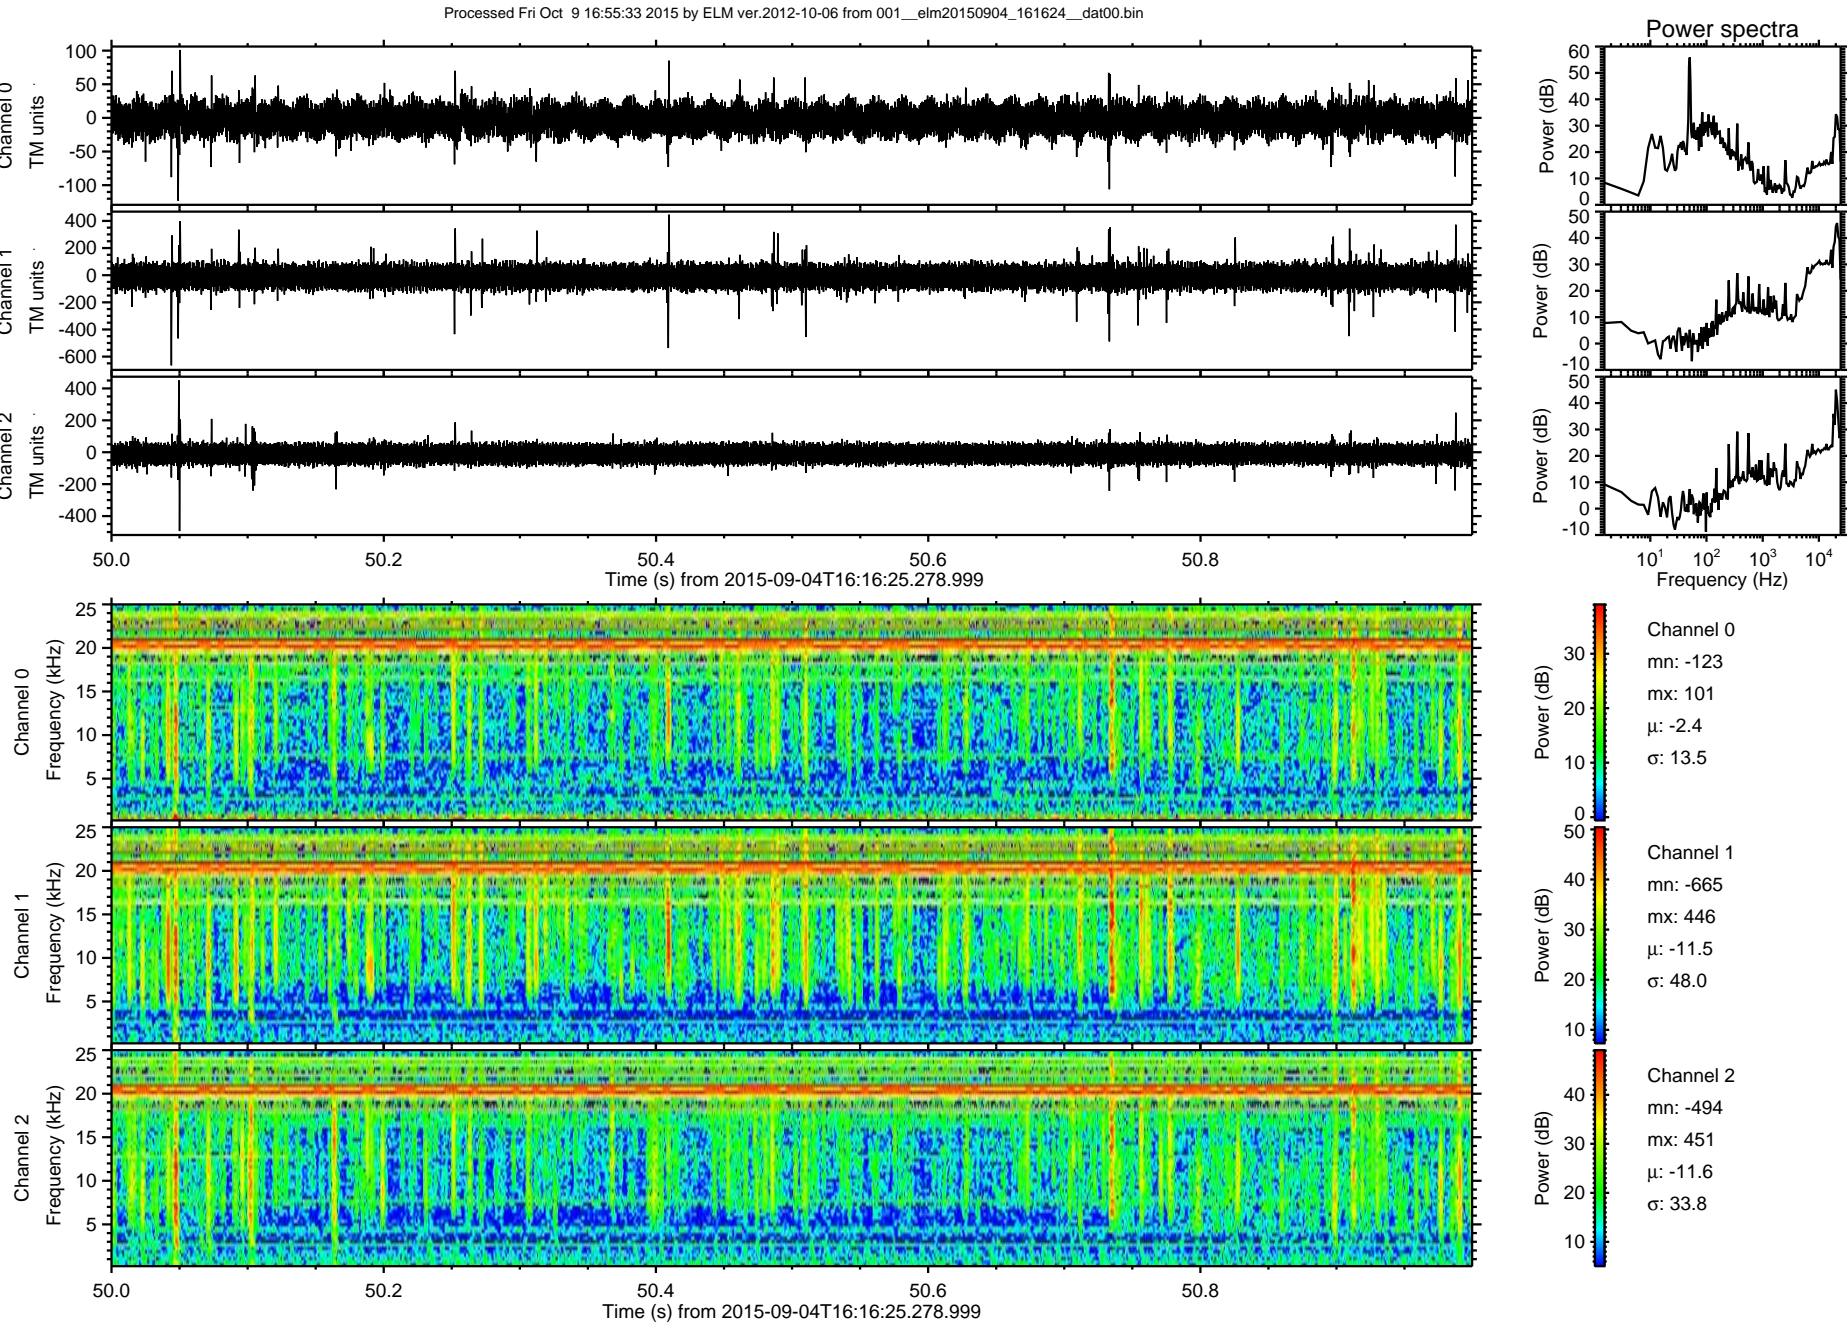 Processed Fri Oct 9 16:55:33 2015 by ELM ver.2012-10-06 from 001__elm20150904_161624__dat00.bin
Power spectra
Channel 0
TM units
100
50
0
-50
-100
Power (dB)
60
50
40
30
20
10
0
Channel 1
TM units
400
200
0
-200
-400
-600
Power (dB)
50
40
30
20
10
0
-10
Channel 2
TM units
400
200
0
-200
-400
Power (dB)
50
40
30
20
10
0
-10
50.0 50.2 50.4 50.6 50.8
Time (s) from 2015-09-04T16:16:25.278.999
10¹ 10² 10³ 10⁴
Frequency (Hz)
Channel 0
Frequency (kHz)
25
20
15
10
5
Power (dB)
30
20
10
0
Channel 0
mn: -123
mx: 101
μ: -2.4
σ: 13.5
Channel 1
Frequency (kHz)
25
20
15
10
5
Power (dB)
50
40
30
20
10
Channel 1
mn: -665
mx: 446
μ: -11.5
σ: 48.0
Channel 2
Frequency (kHz)
25
20
15
10
5
Power (dB)
40
30
20
10
Channel 2
mn: -494
mx: 451
μ: -11.6
σ: 33.8
50.0 50.2 50.4 50.6 50.8
Time (s) from 2015-09-04T16:16:25.278.999